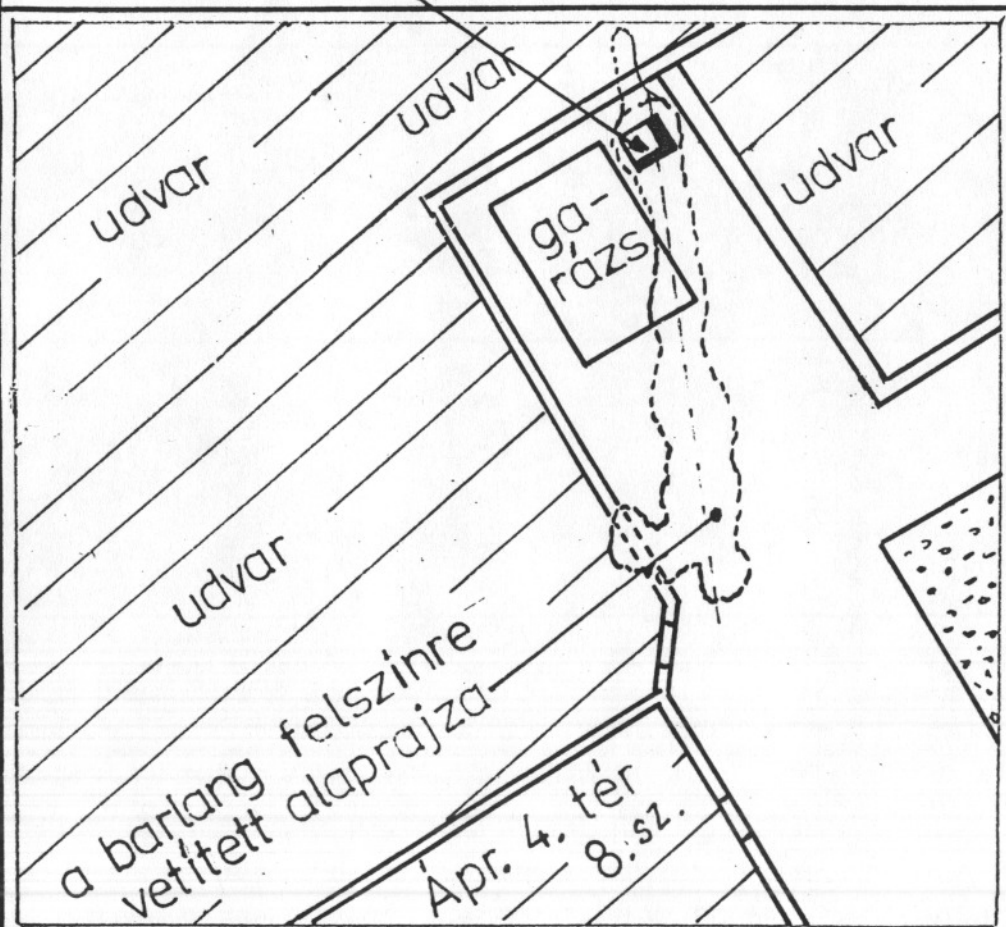 udvar
udvar
udvar
ga-
rázs
udvar
a barlang felszínre
vetített alaprajza
Ápr. 4. tér
8. sz.